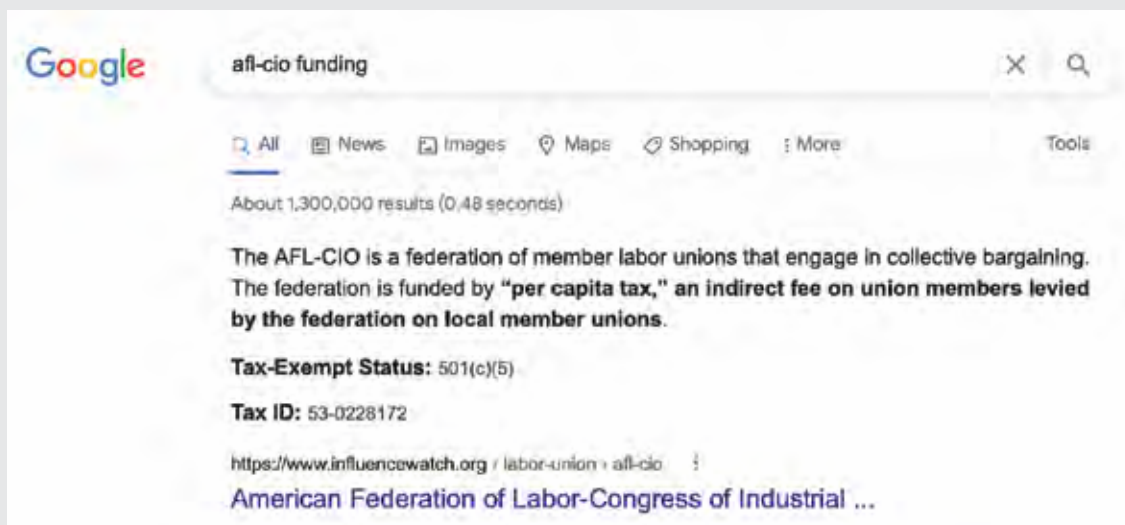 Google
afl-cio funding
All News Images Maps Shopping More Tools
About 1,300,000 results (0.48 seconds)
The AFL-CIO is a federation of member labor unions that engage in collective bargaining.
The federation is funded by “per capita tax,” an indirect fee on union members levied
by the federation on local member unions.
Tax-Exempt Status: 501(c)(5)
Tax ID: 53-0228172
https://www.influencewatch.org › labor-union › afl-cio
American Federation of Labor-Congress of Industrial ...